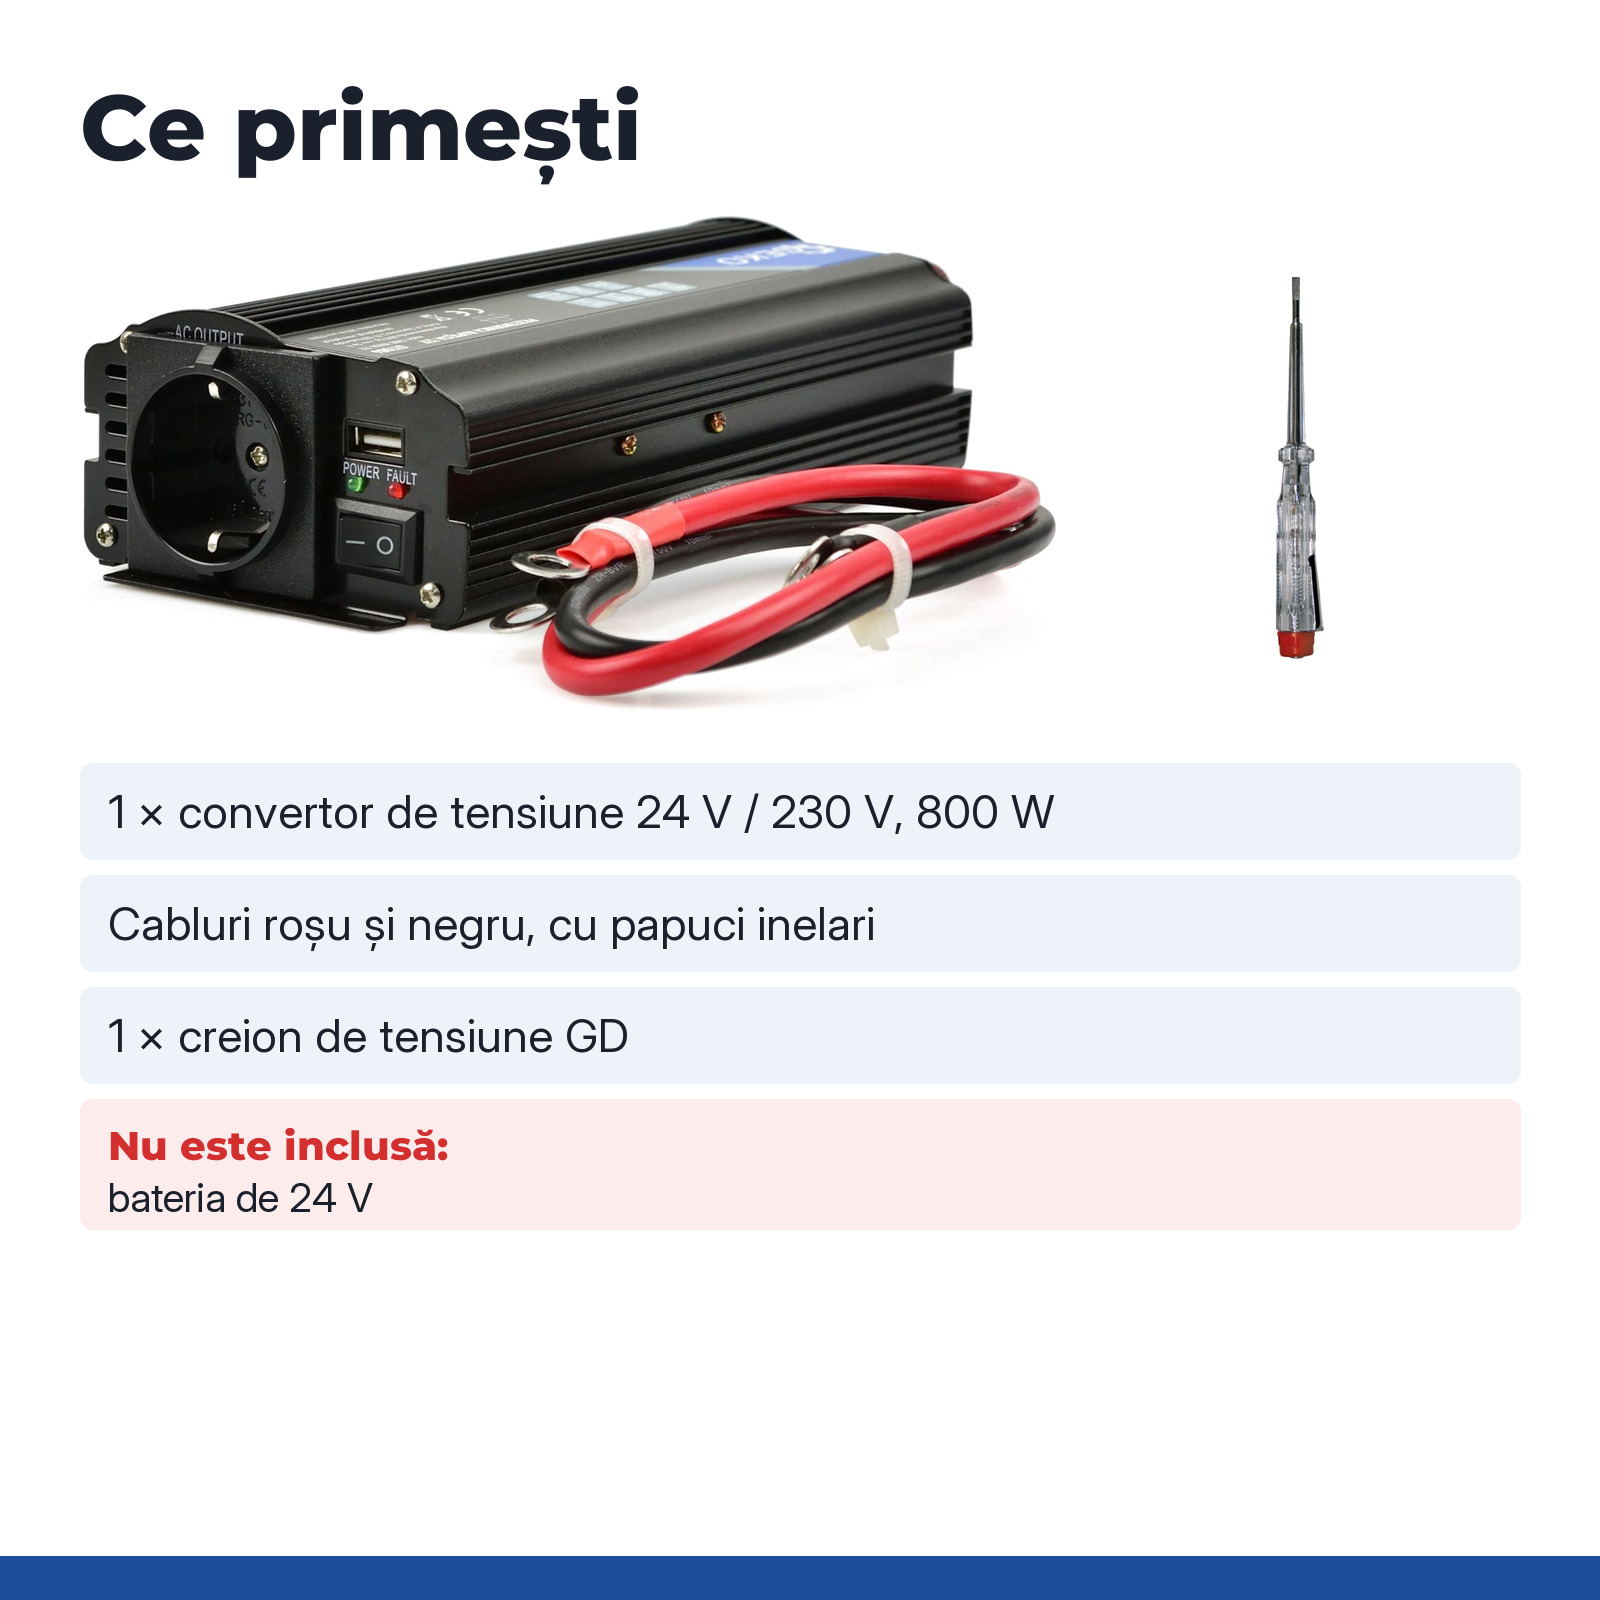 Ce primești
AC OUTPUT
POWER FAULT
1 × convertor de tensiune 24 V / 230 V, 800 W
Cabluri roșu și negru, cu papuci inelari
1 × creion de tensiune GD
Nu este inclusă:
bateria de 24 V